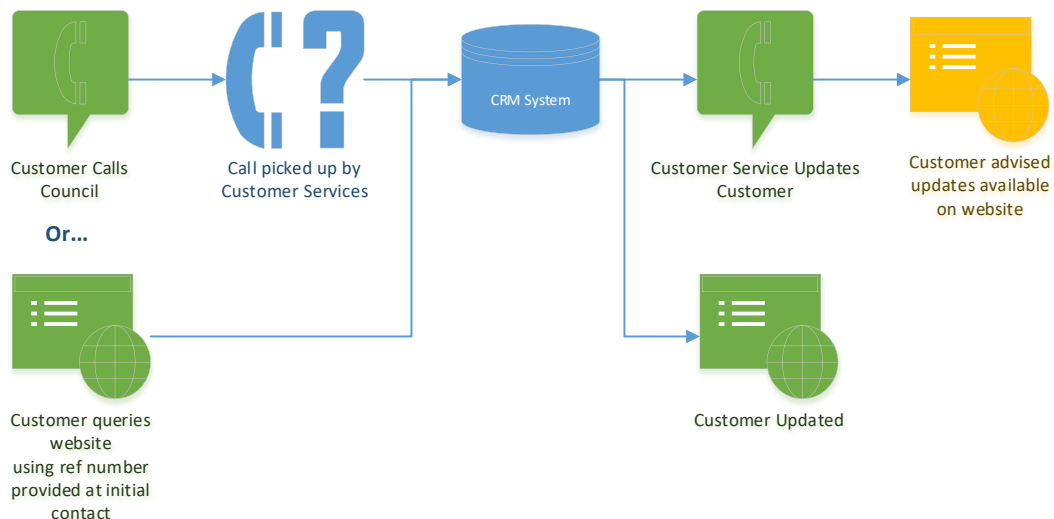 Customer Calls
Council
Call picked up by
Customer Services
CRM System
Customer Service Updates
Customer
Customer advised
updates available
on website
Or...
Customer queries
website
using ref number
provided at initial
contact
Customer Updated